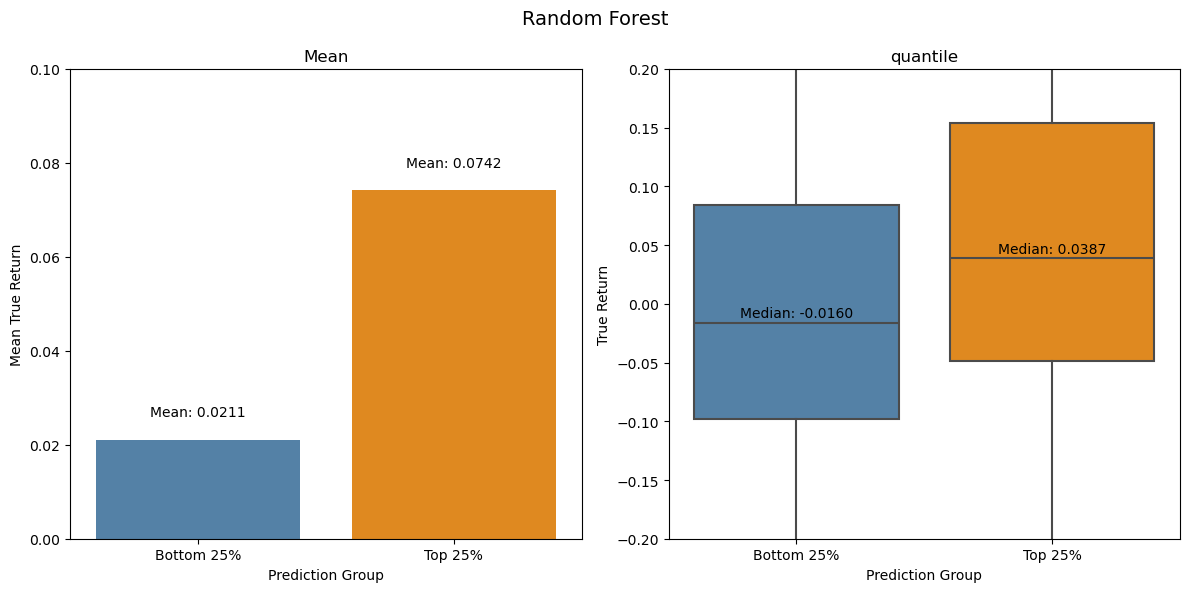 Random Forest
Mean
0.10
0.08
0.06
0.04
0.02
0.00
Mean True Return
Mean: 0.0211
Mean: 0.0742
Bottom 25%
Top 25%
Prediction Group
quantile
0.20
0.15
0.10
0.05
0.00
−0.05
−0.10
−0.15
−0.20
True Return
Median: -0.0160
Median: 0.0387
Bottom 25%
Top 25%
Prediction Group